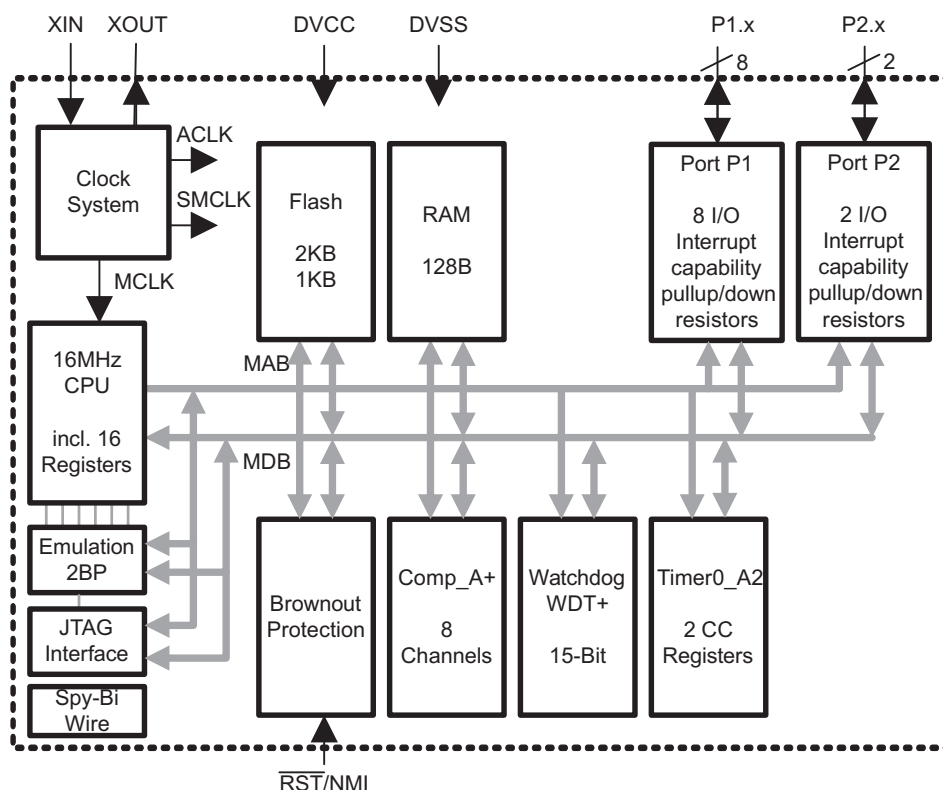 XIN
XOUT
DVCC
DVSS
P1.x
P2.x
8
2
Clock
System
ACLK
SMCLK
MCLK
Flash
2KB
1KB
RAM
128B
Port P1
8 I/O
Interrupt
capability
pullup/down
resistors
Port P2
2 I/O
Interrupt
capability
pullup/down
resistors
16MHz
CPU
incl. 16
Registers
MAB
MDB
Emulation
2BP
JTAG
Interface
Spy-Bi
Wire
Brownout
Protection
Comp_A+
8
Channels
Watchdog
WDT+
15-Bit
Timer0_A2
2 CC
Registers
RST/NMI